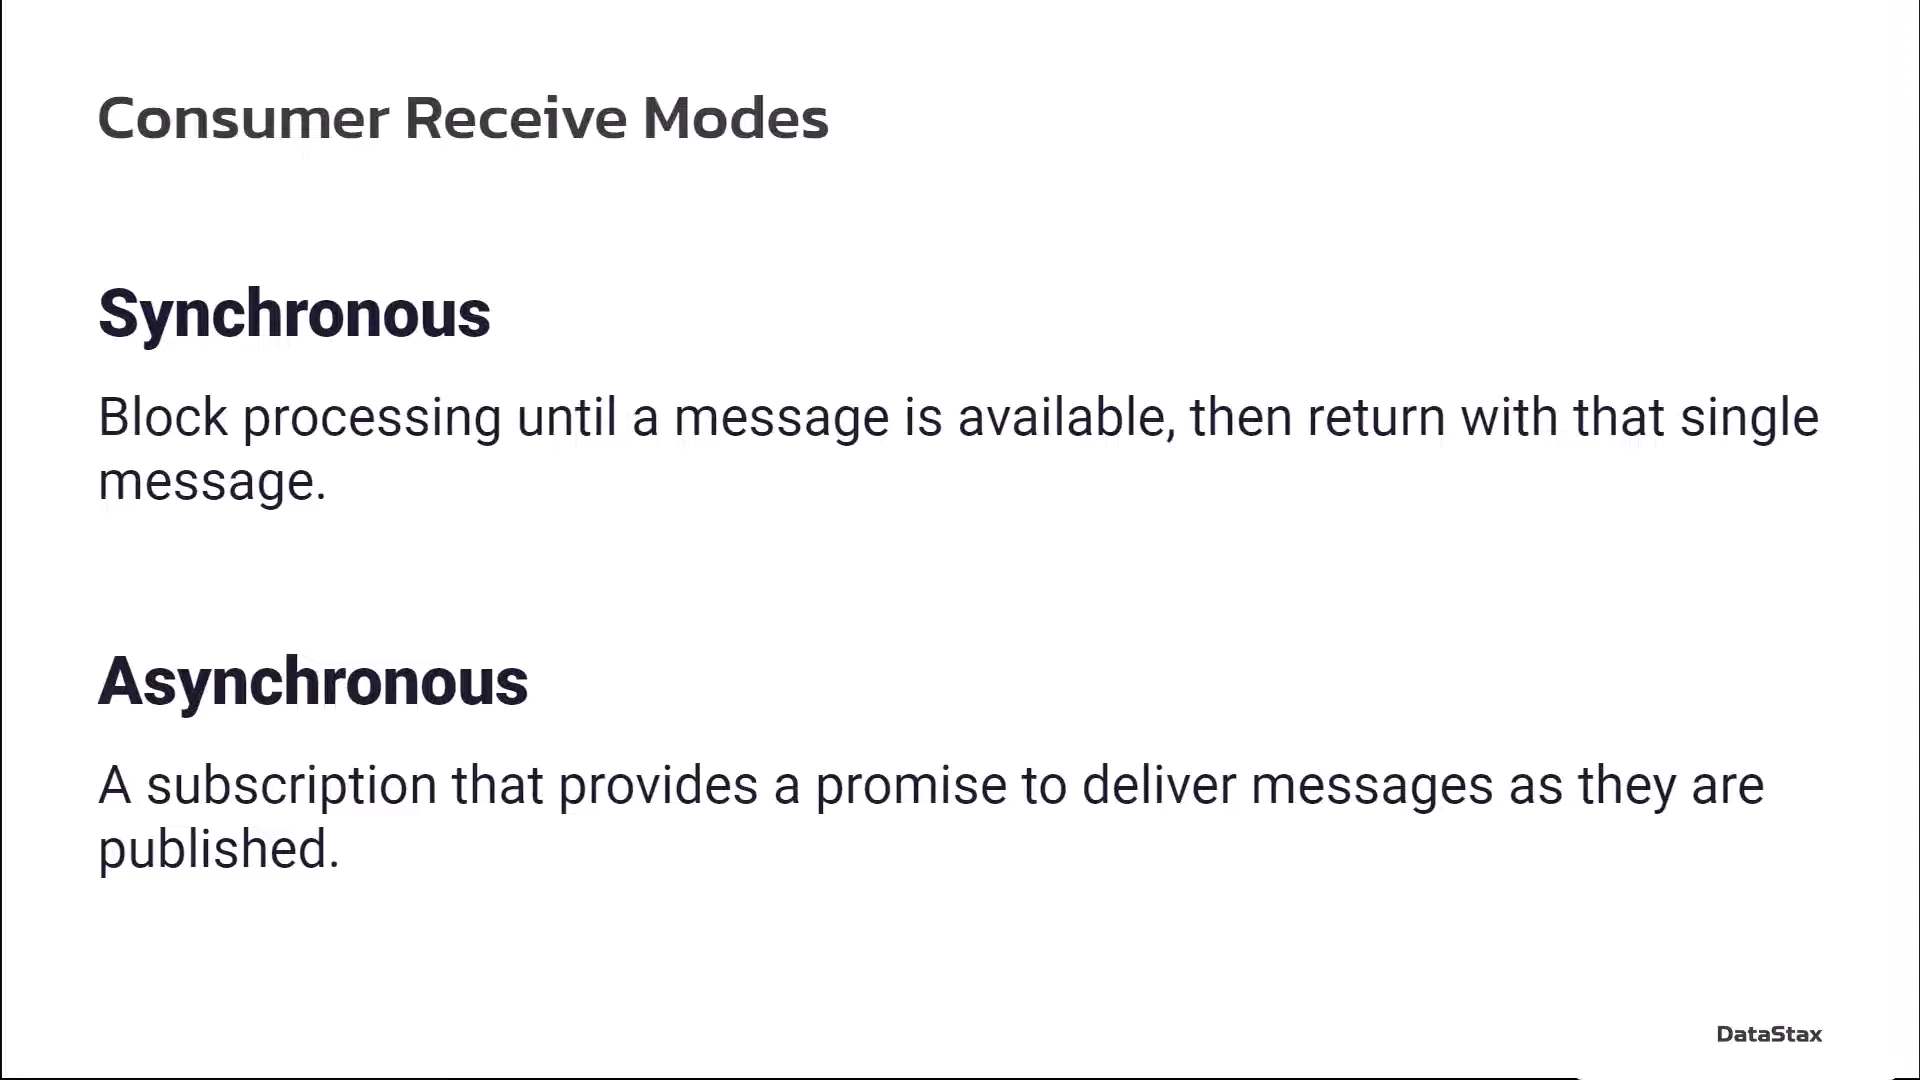 Consumer Receive Modes
Synchronous
Block processing until a message is available, then return with that single
message.
Asynchronous
A subscription that provides a promise to deliver messages as they are
published.
DataStax